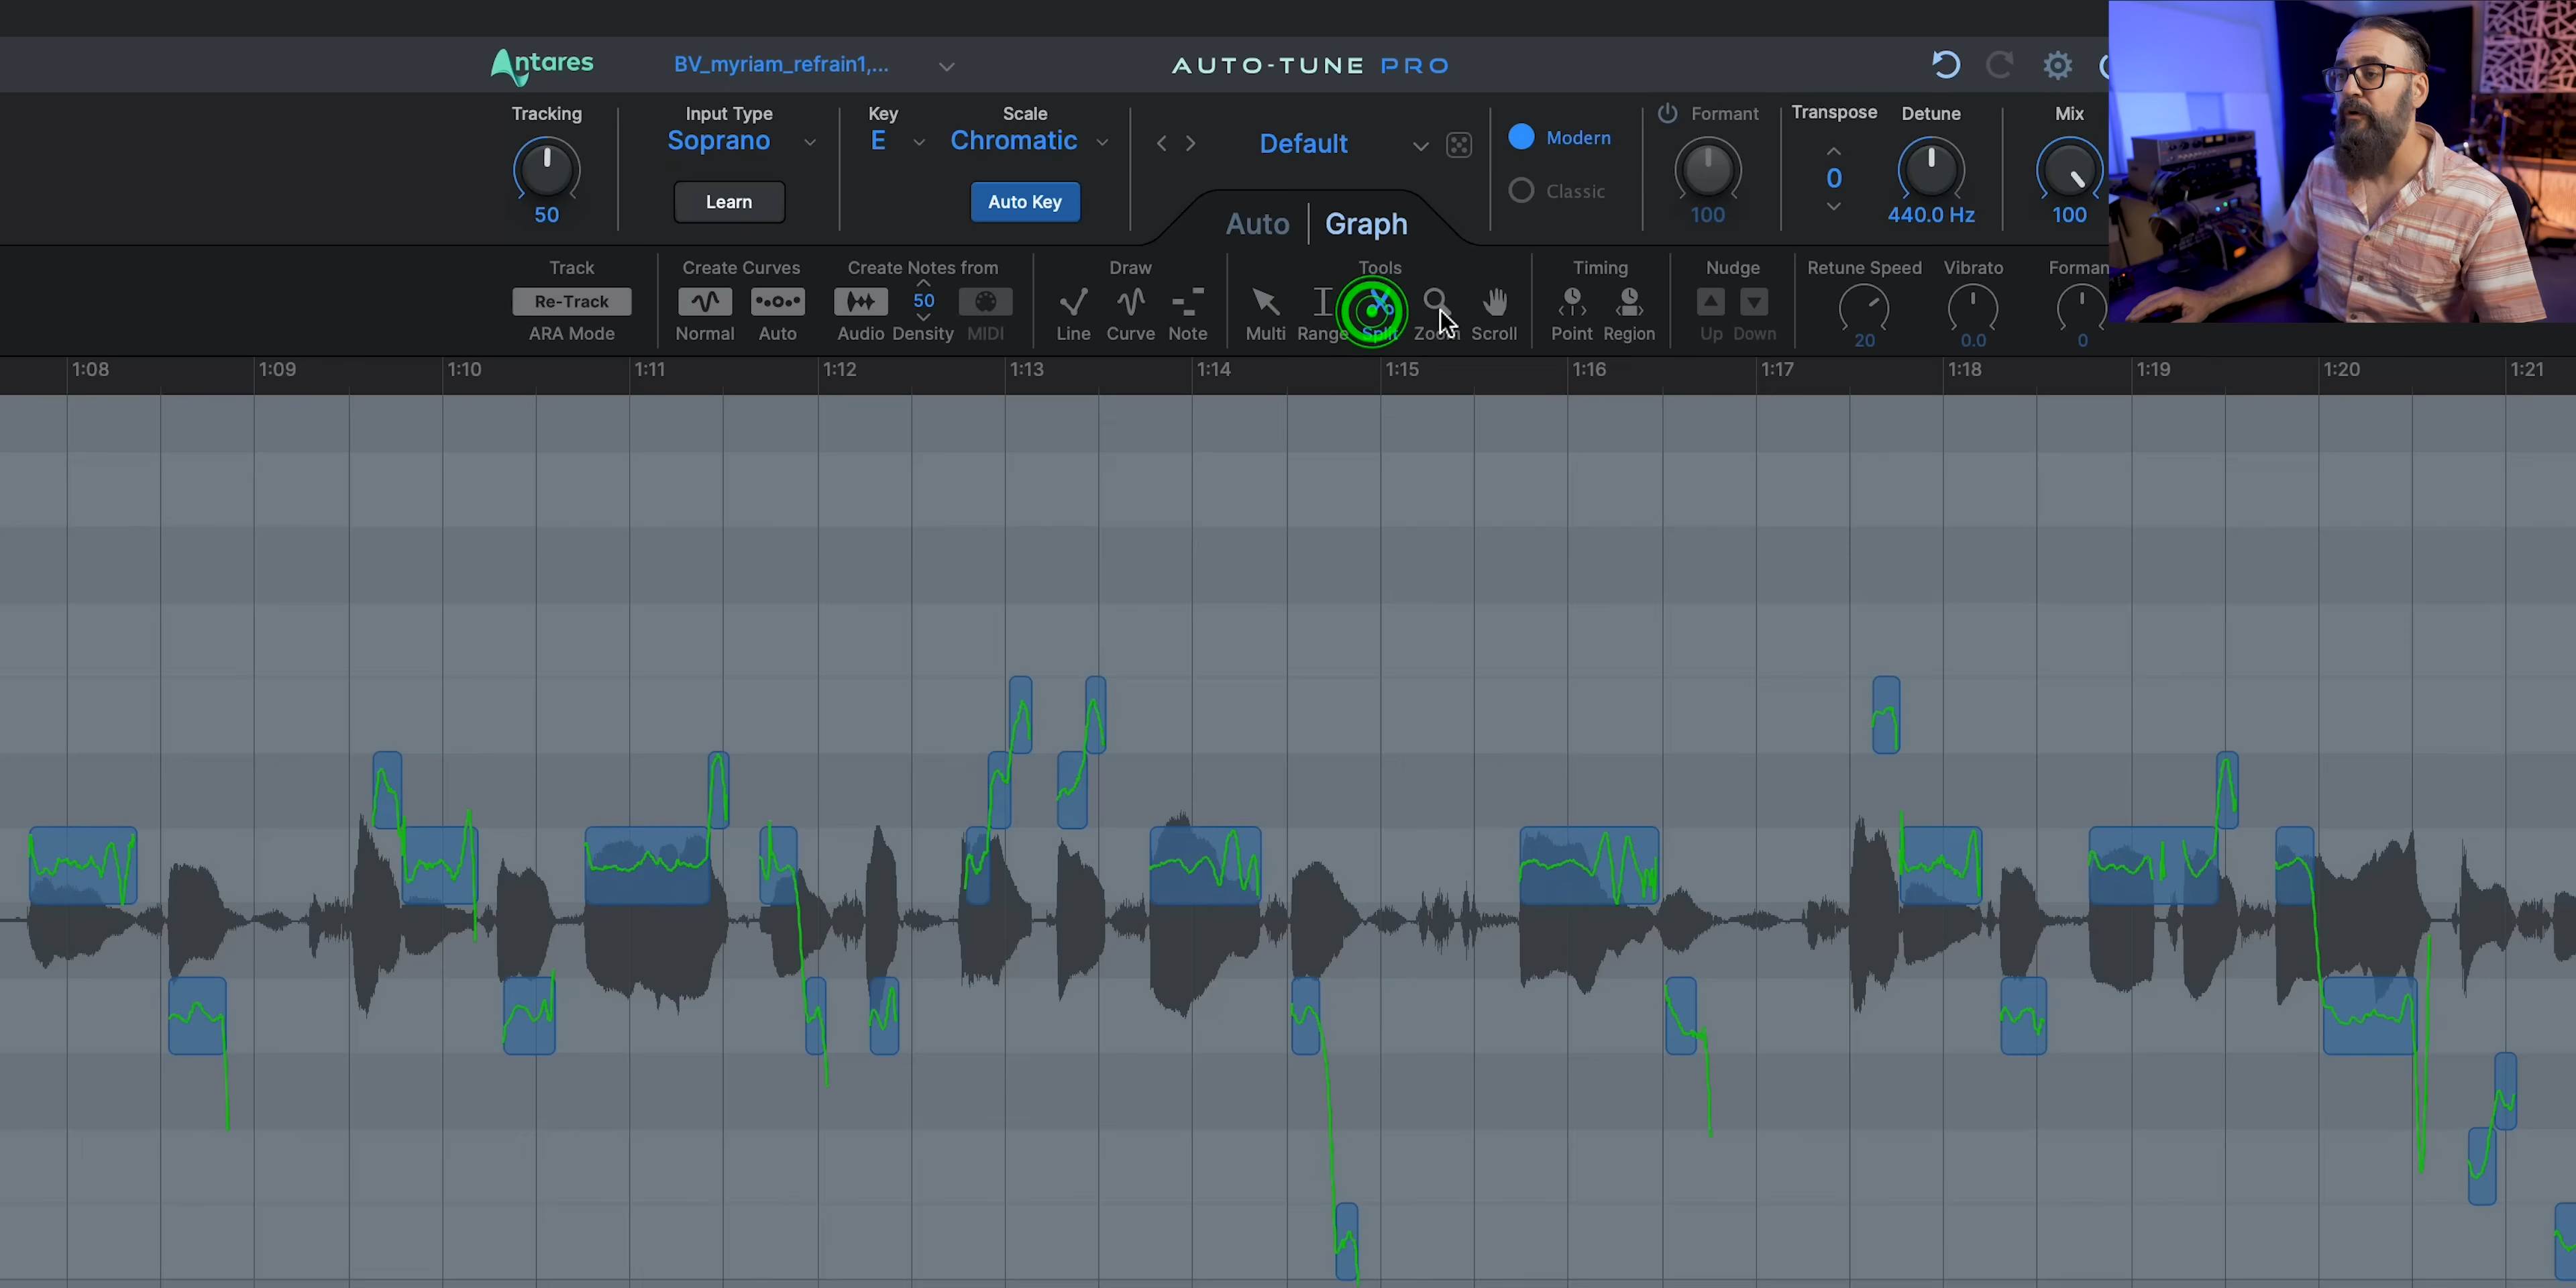 Antares
BV_myriam_refrain1,...
AUTO-TUNE PRO
Tracking
50
Input Type
Soprano
Learn
Key
E
Scale
Chromatic
Auto Key
Default
Auto | Graph
Modern
Classic
Formant
100
Transpose
0
Detune
440.0 Hz
Mix
100
Track
Re-Track
ARA Mode
Create Curves
Normal
Auto
Create Notes from
50
Audio Density MIDI
Draw
Line Curve Note
Tools
Multi Range Split Zoom Scroll
Timing
Point Region
Nudge
Up Down
Retune Speed
20
Vibrato
0.0
Forman
0
1:08 1:09 1:10 1:11 1:12 1:13 1:14 1:15 1:16 1:17 1:18 1:19 1:20 1:21